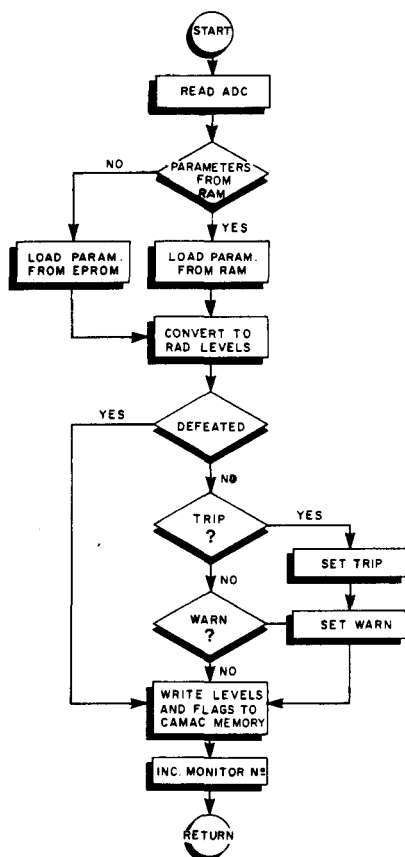 START
READ ADC
NO
PARAMETERS
FROM
RAM
YES
LOAD PARAM.
FROM EPROM
LOAD PARAM.
FROM RAM
CONVERT TO
RAD LEVELS
YES
DEFEATED
NO
TRIP
?
YES
SET TRIP
NO
WARN
?
SET WARN
NO
WRITE LEVELS
AND FLAGS TO
CAMAC MEMORY
INC. MONITOR Nº
RETURN